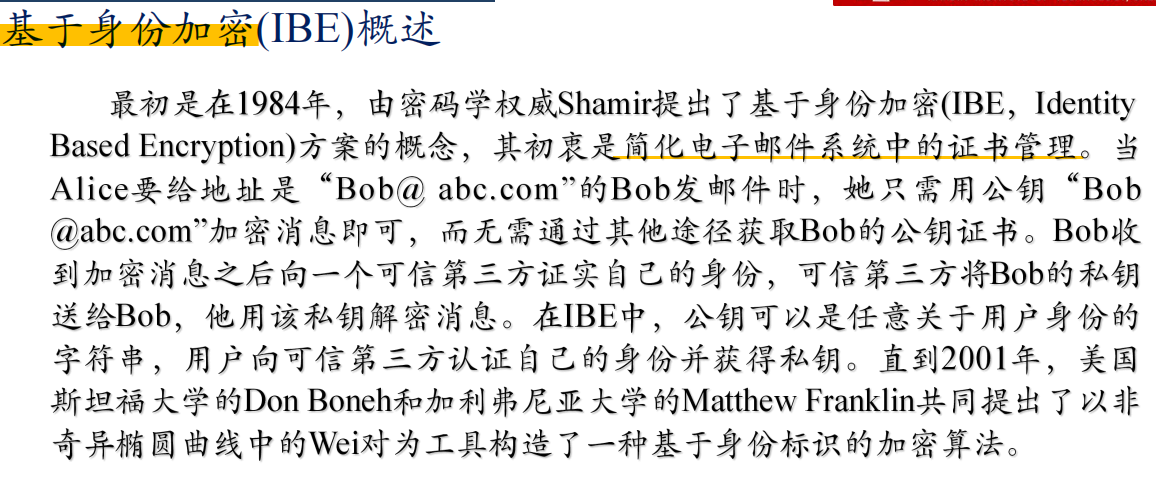 基于身份加密(IBE)概述
最初是在1984年，由密码学权威Shamir提出了基于身份加密(IBE，Identity
Based Encryption)方案的概念，其初衷是简化电子邮件系统中的证书管理。当
Alice要给地址是“Bob@ abc.com”的Bob发邮件时，她只需用公钥“Bob
@abc.com”加密消息即可，而无需通过其他途径获取Bob的公钥证书。Bob收
到加密消息之后向一个可信第三方证实自己的身份，可信第三方将Bob的私钥
送给Bob，他用该私钥解密消息。在IBE中，公钥可以是任意关于用户身份的
字符串，用户向可信第三方认证自己的身份并获得私钥。直到2001年，美国
斯坦福大学的Don Boneh和加利弗尼亚大学的Matthew Franklin共同提出了以非
奇异椭圆曲线中的Wei对为工具构造了一种基于身份标识的加密算法。